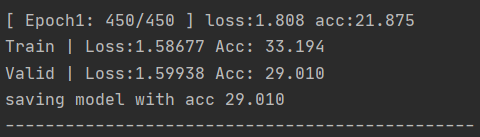 [ Epoch1: 450/450 ] loss:1.808 acc:21.875
Train | Loss:1.58677 Acc: 33.194
Valid | Loss:1.59938 Acc: 29.010
saving model with acc 29.010
-----------------------------------------------